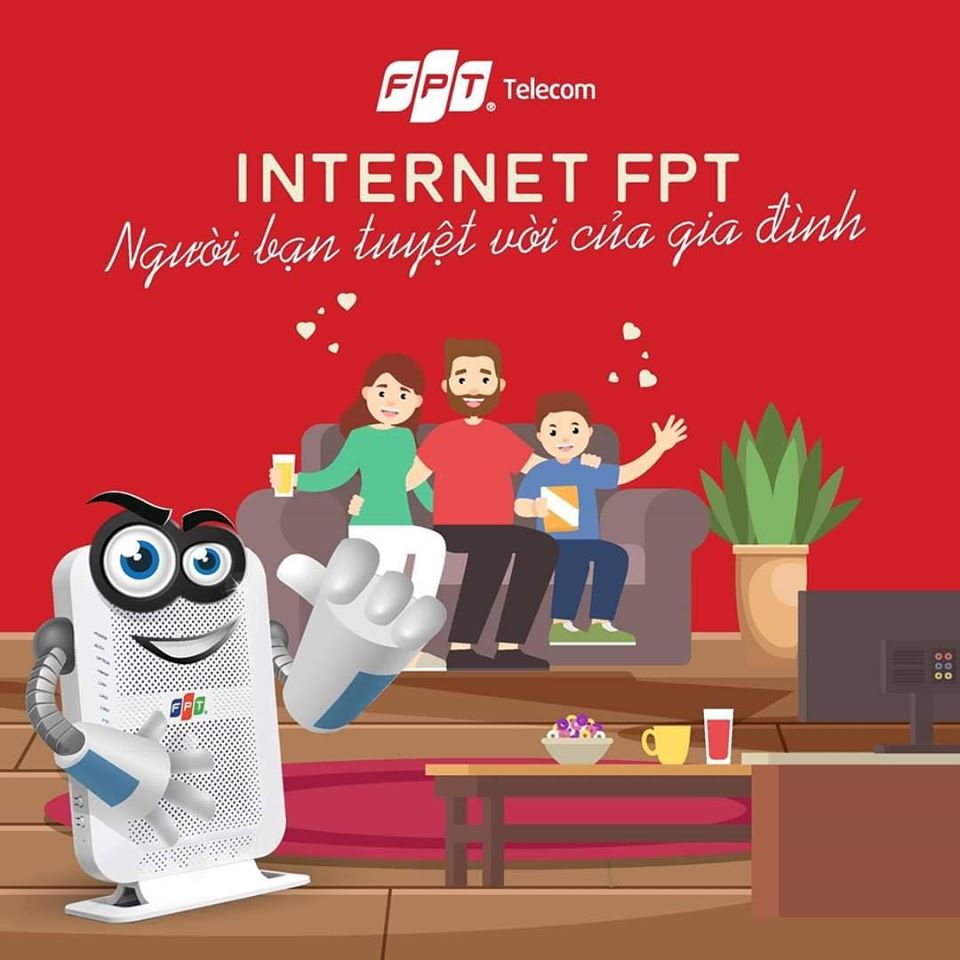 FPT® Telecom
INTERNET FPT
Người bạn tuyệt vời của gia đình
FPT